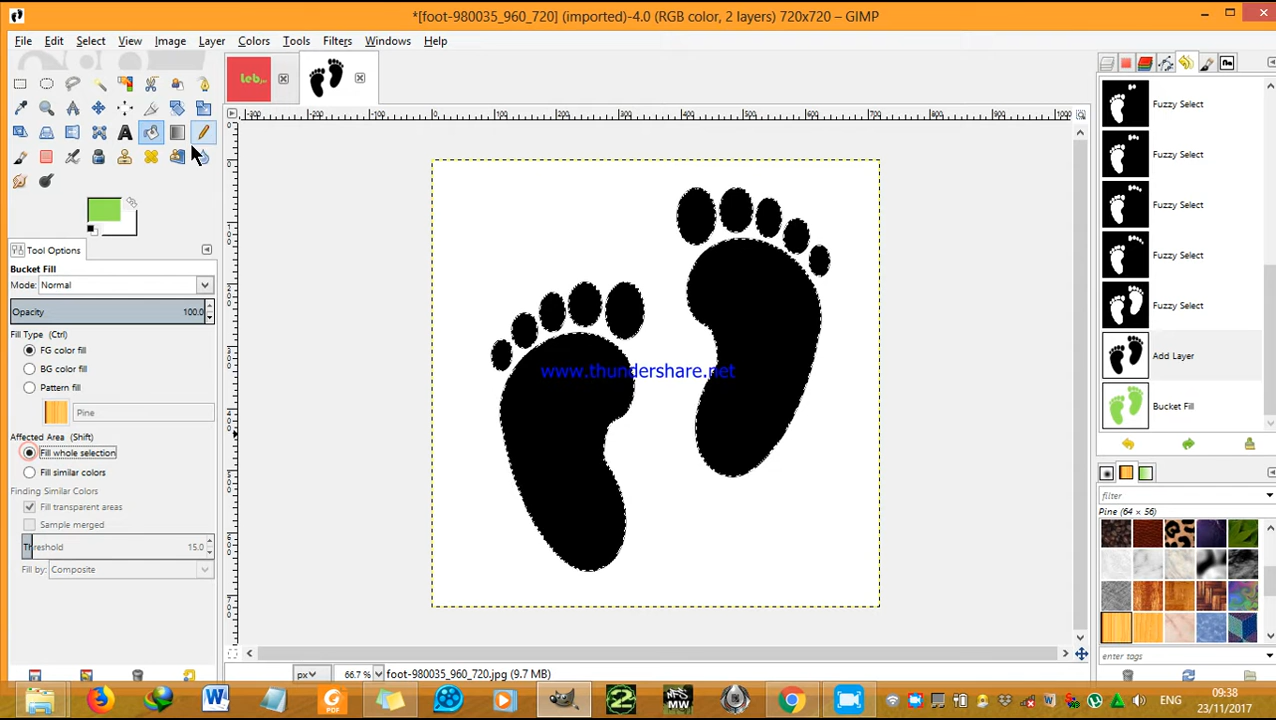 *[foot-980035_960_720] (imported)-4.0 (RGB color, 2 layers) 720x720 – GIMP
File Edit Select View Image Layer Colors Tools Filters Windows Help
Tool Options
Bucket Fill
Mode: Normal
Opacity 100.0
Fill Type (Ctrl)
FG color fill
BG color fill
Pattern fill
Pine
Affected Area (Shift)
Fill whole selection
Fill similar colors
Finding Similar Colors
Fill transparent areas
Sample merged
Threshold 15.0
Fill by: Composite
www.thundershare.net
px 66.7 % foot-980035_960_720.jpg (9.7 MB)
Fuzzy Select
Fuzzy Select
Fuzzy Select
Fuzzy Select
Fuzzy Select
Add Layer
Bucket Fill
filter
Pine (64 × 56)
enter tags
ENG
09:38
23/11/2017